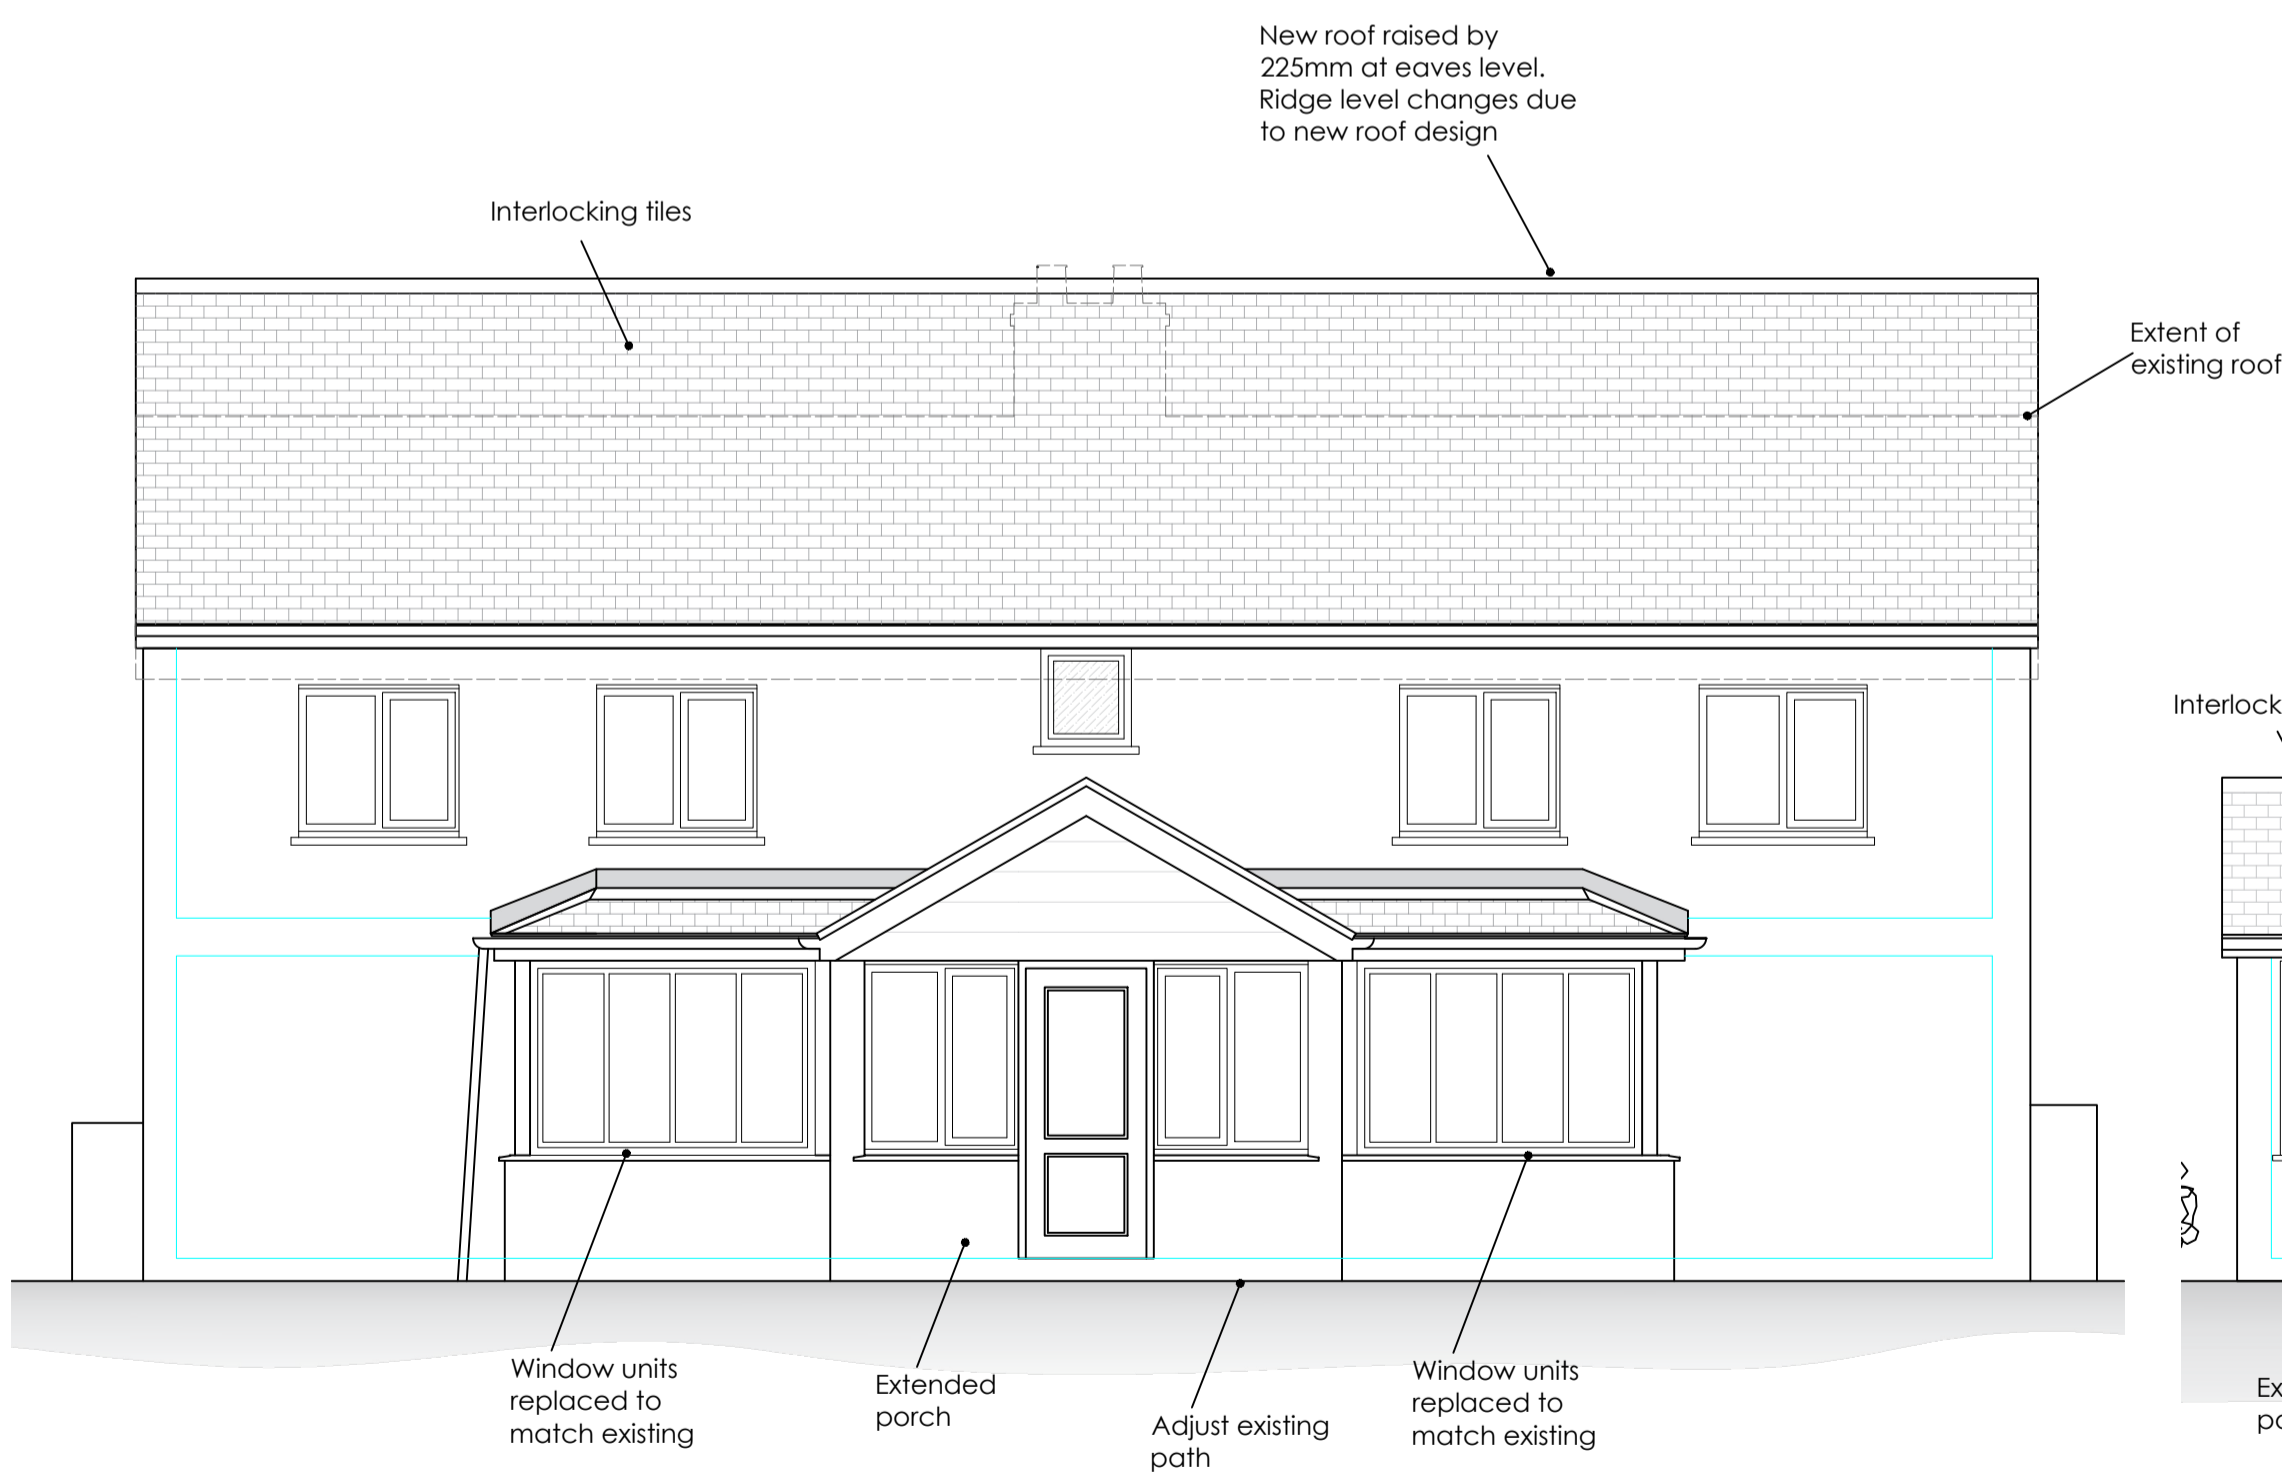 New roof raised by
225mm at eaves level.
Ridge level changes due
to new roof design
Interlocking tiles
Extent of
existing roof
Interlock
Window units
replaced to
match existing
Extended
porch
Adjust existing
path
Window units
replaced to
match existing
Ex